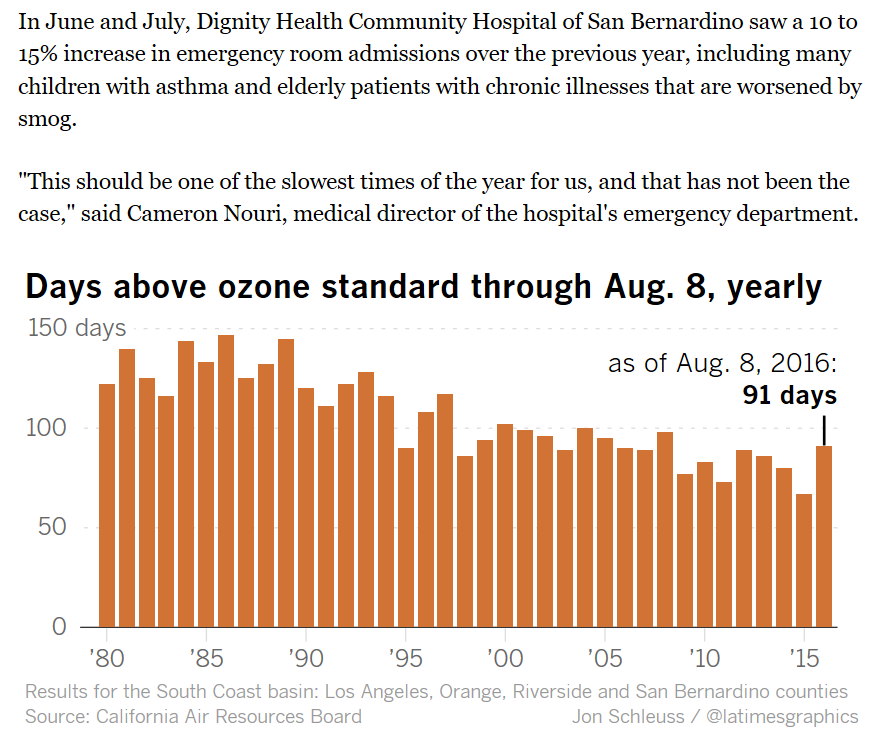 In June and July, Dignity Health Community Hospital of San Bernardino saw a 10 to
15% increase in emergency room admissions over the previous year, including many
children with asthma and elderly patients with chronic illnesses that are worsened by
smog.
"This should be one of the slowest times of the year for us, and that has not been the
case," said Cameron Nouri, medical director of the hospital's emergency department.
Days above ozone standard through Aug. 8, yearly
150 days
as of Aug. 8, 2016:
91 days
100
50
0
'80 '85 '90 '95 '00 '05 '10 '15
Results for the South Coast basin: Los Angeles, Orange, Riverside and San Bernardino counties
Source: California Air Resources Board Jon Schleuss / @latimesgraphics